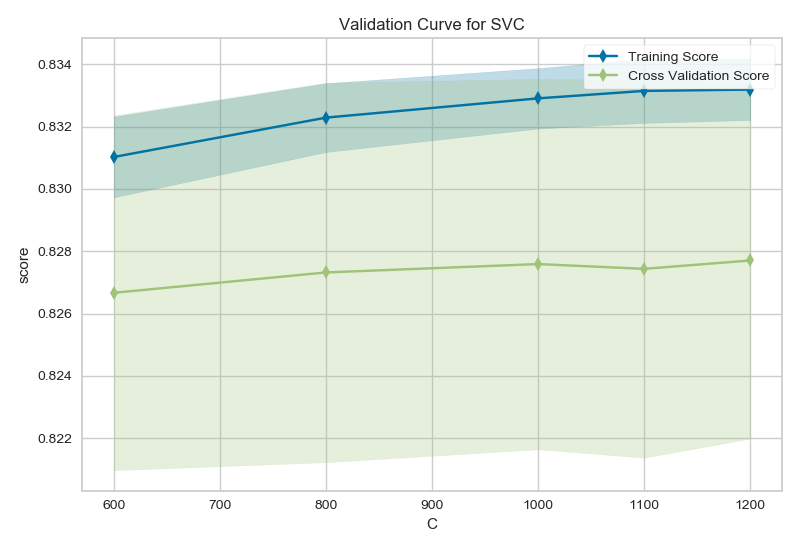 Validation Curve for SVC
Training Score
Cross Validation Score
0.834
0.832
0.830
0.828
0.826
0.824
0.822
score
600 700 800 900 1000 1100 1200
C